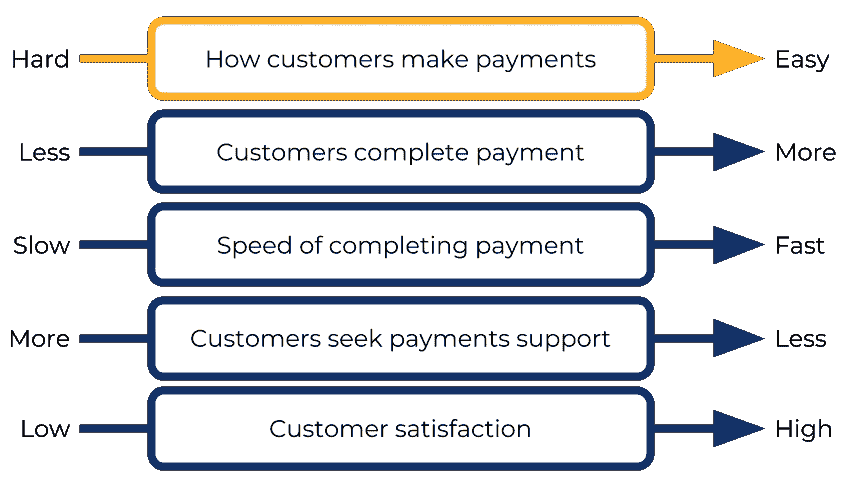 Hard How customers make payments Easy
Less Customers complete payment More
Slow Speed of completing payment Fast
More Customers seek payments support Less
Low Customer satisfaction High